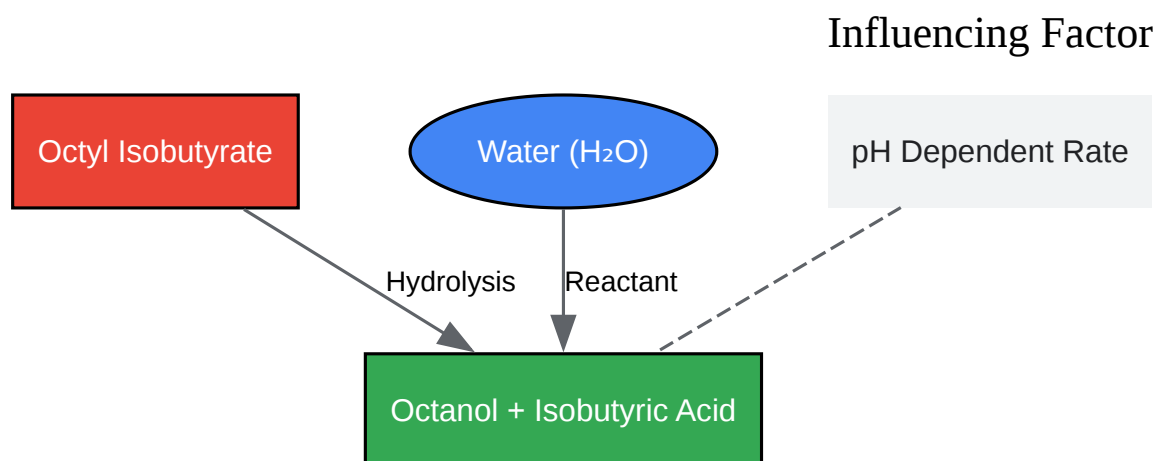 Influencing Factor
Octyl Isobutyrate
Water (H₂O)
pH Dependent Rate
Hydrolysis
Reactant
Octanol + Isobutyric Acid